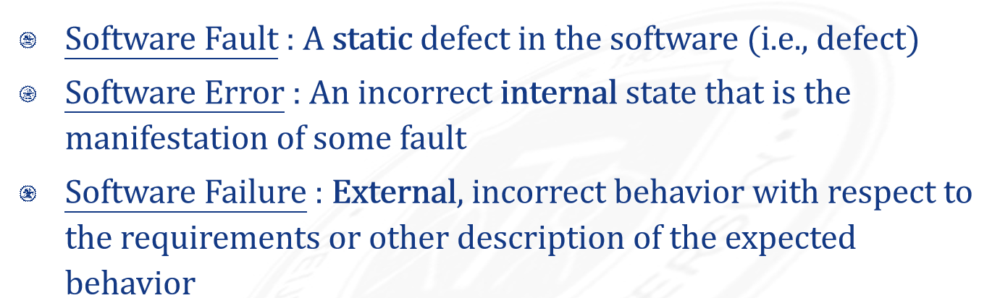 Software Fault : A static defect in the software (i.e., defect)
Software Error : An incorrect internal state that is the
manifestation of some fault
Software Failure : External, incorrect behavior with respect to
the requirements or other description of the expected
behavior